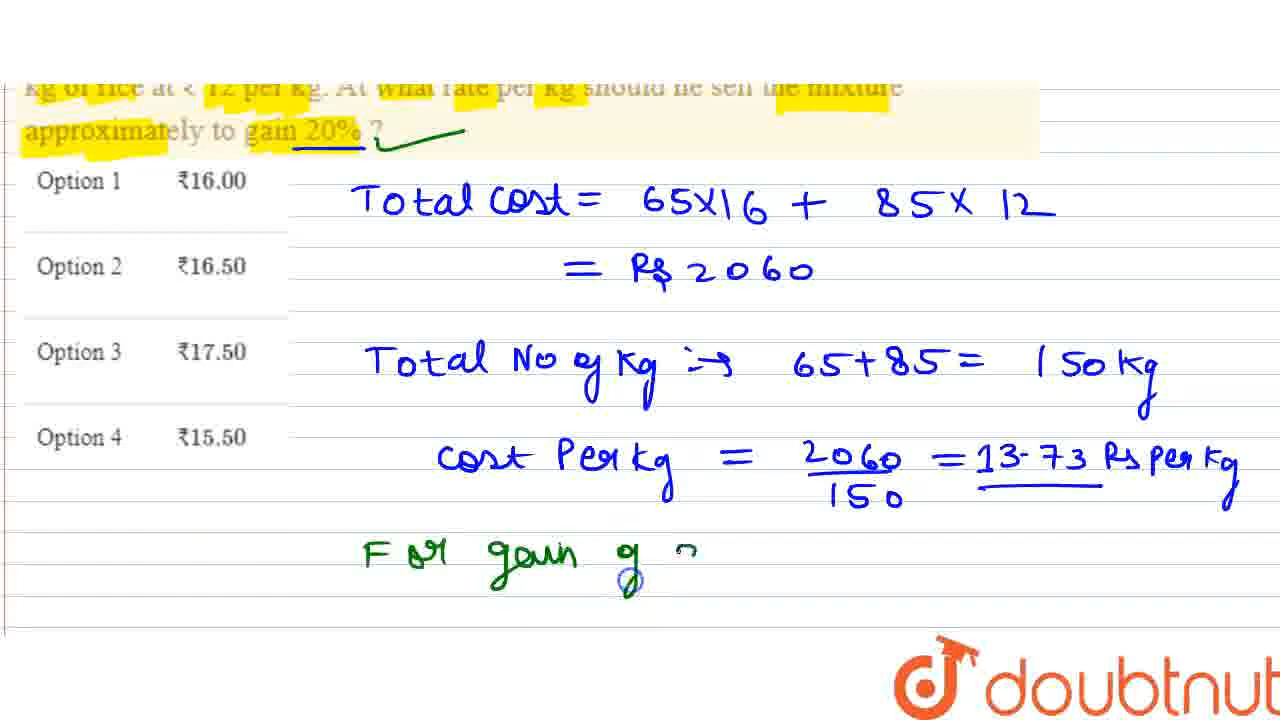 kg of rice at ₹ 12 per kg. At what rate per kg should he sell the mixture
approximately to gain 20% ?
Option 1 ₹16.00
Option 2 ₹16.50
Option 3 ₹17.50
Option 4 ₹15.50
Total cost = 65×16 + 85×12
= Rs 2060
Total No of kg :→ 65+85 = 150 kg
cost Per kg = 2060/150 = 13.73 Rs per kg
For gain of
doubtnut